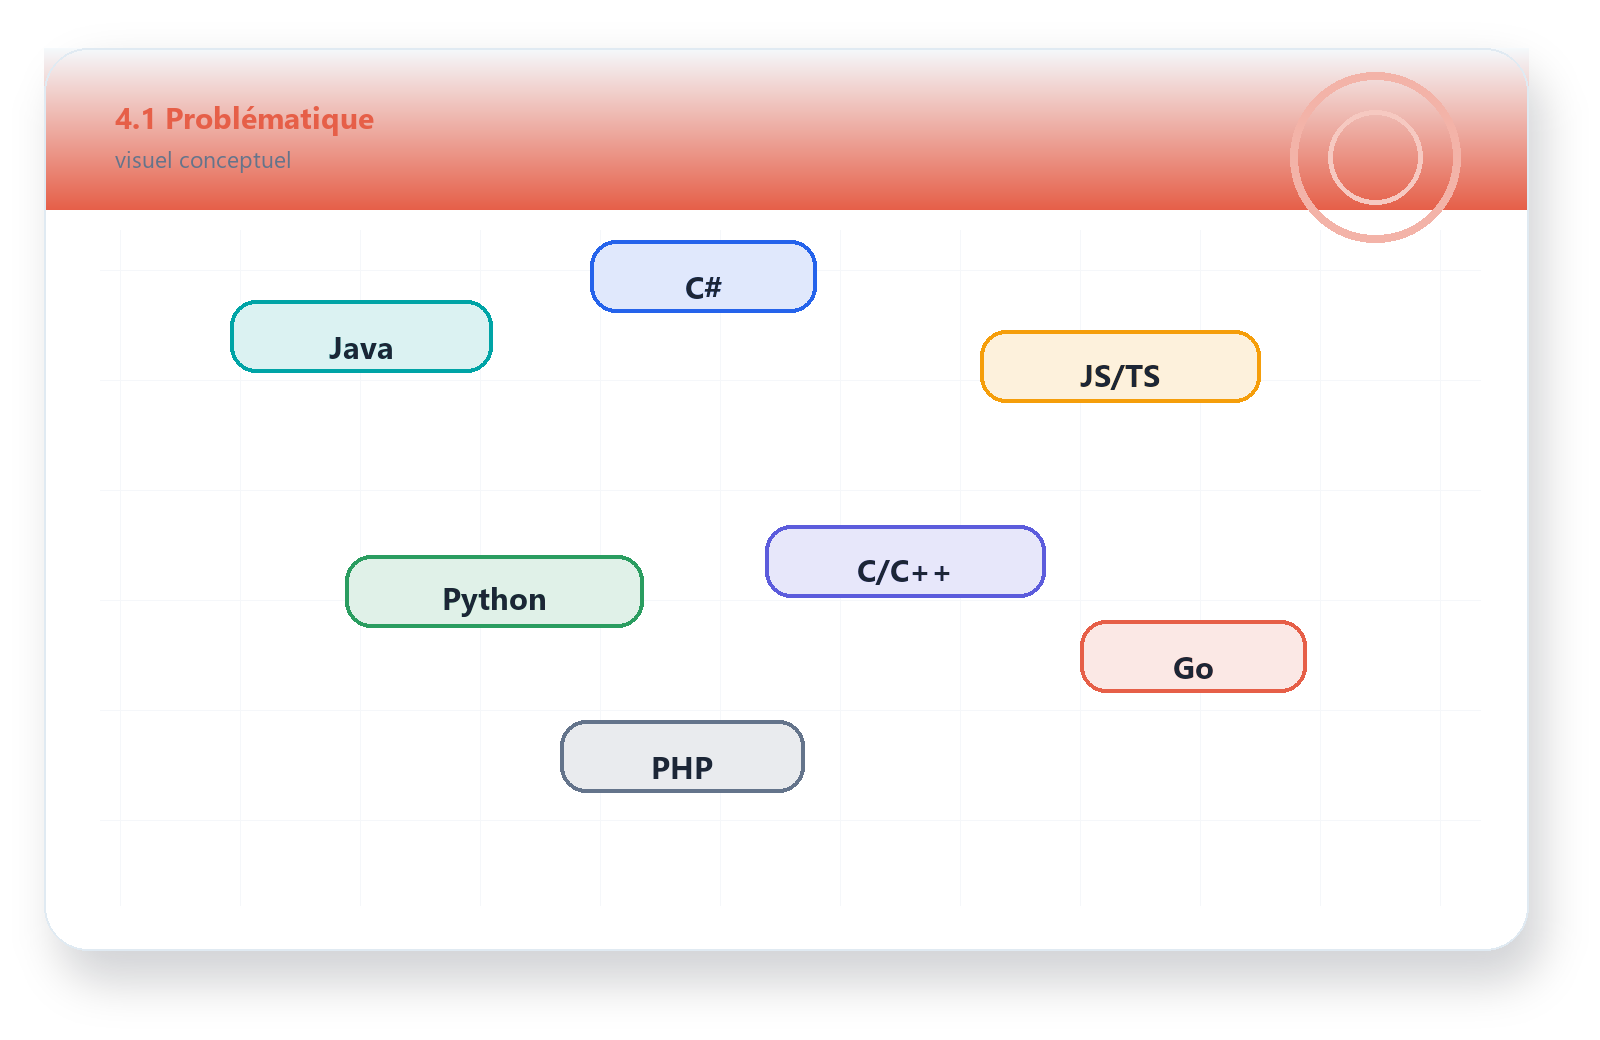 4.1 Problématique
visuel conceptuel
C#
Java
JS/TS
C/C++
Python
Go
PHP